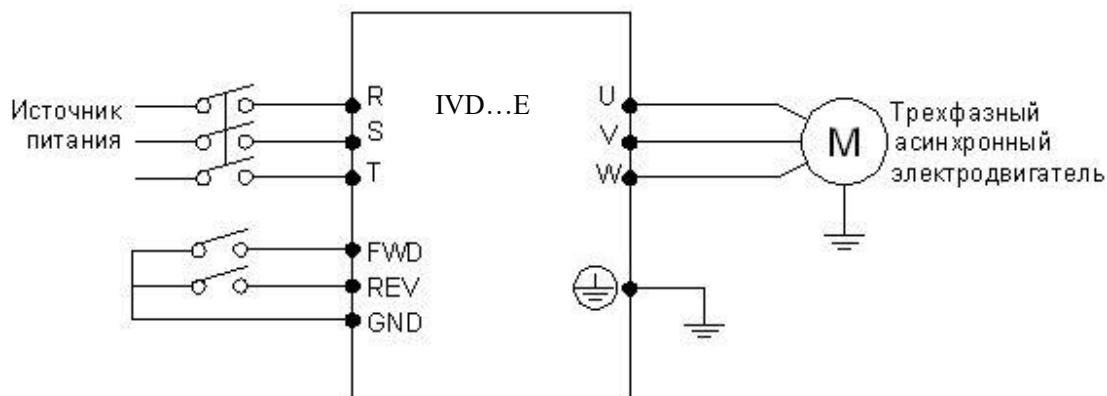 Источник
питания
R
S
T
FWD
REV
GND
IVD...E
U
V
W
M
Трехфазный
асинхронный
электродвигатель